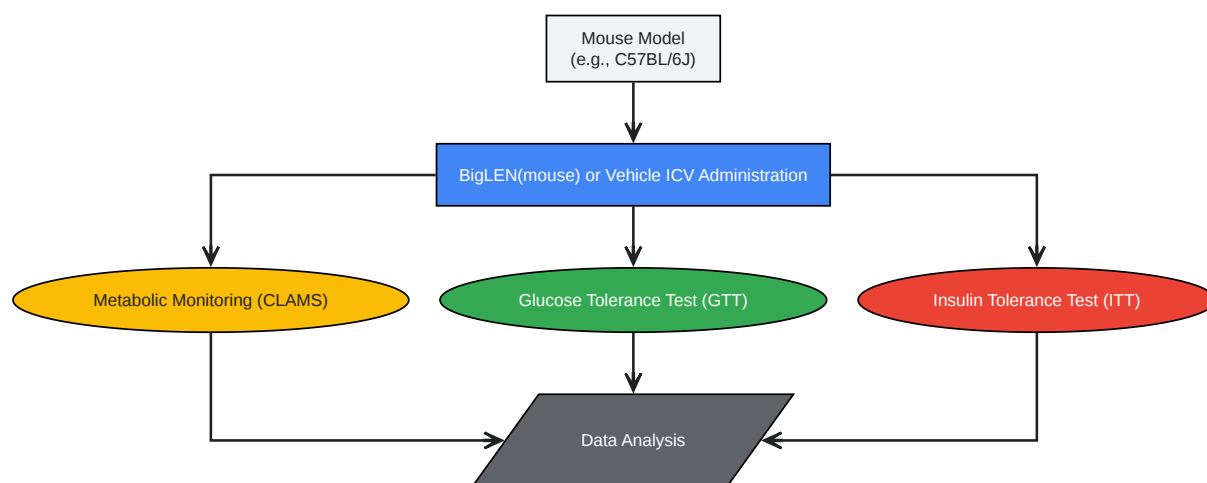 Mouse Model
(e.g., C57BL/6J)
BigLEN(mouse) or Vehicle ICV Administration
Metabolic Monitoring (CLAMS)
Glucose Tolerance Test (GTT)
Insulin Tolerance Test (ITT)
Data Analysis